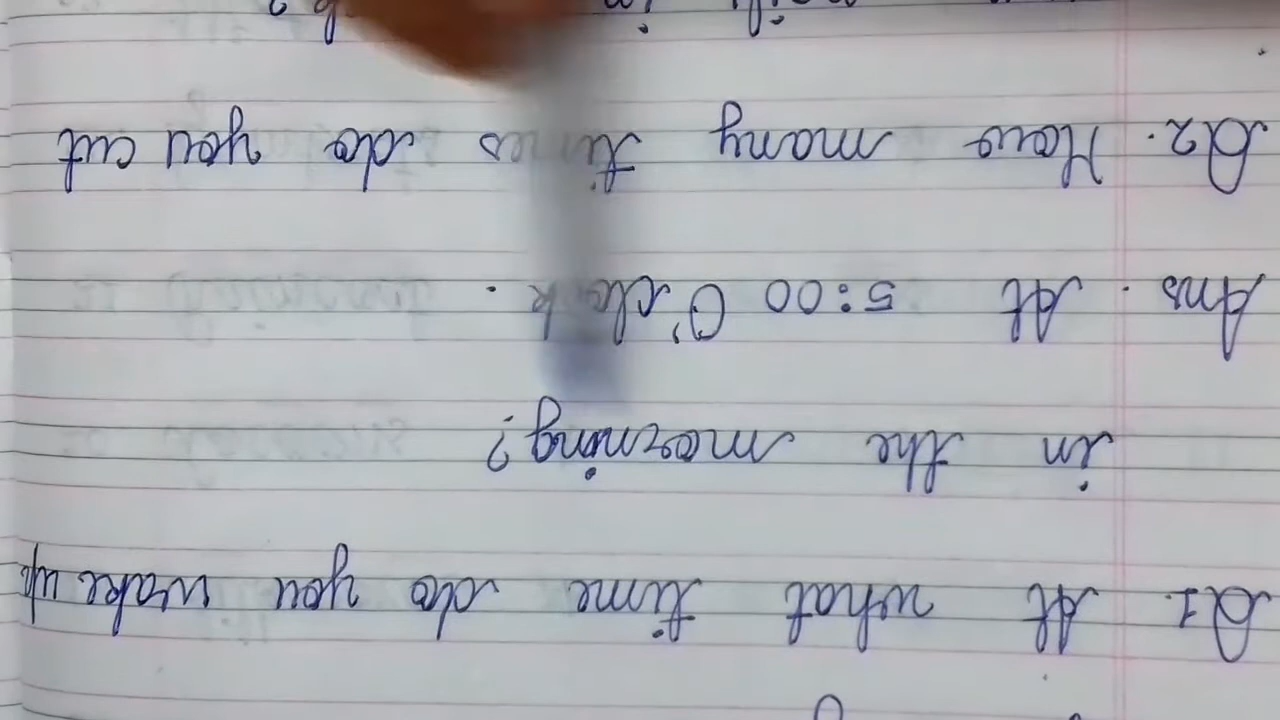 Q1. At what time do you wake up
in the morning?
Ans. At 5:00 O'clock.
Q2. How many times do you cut
in